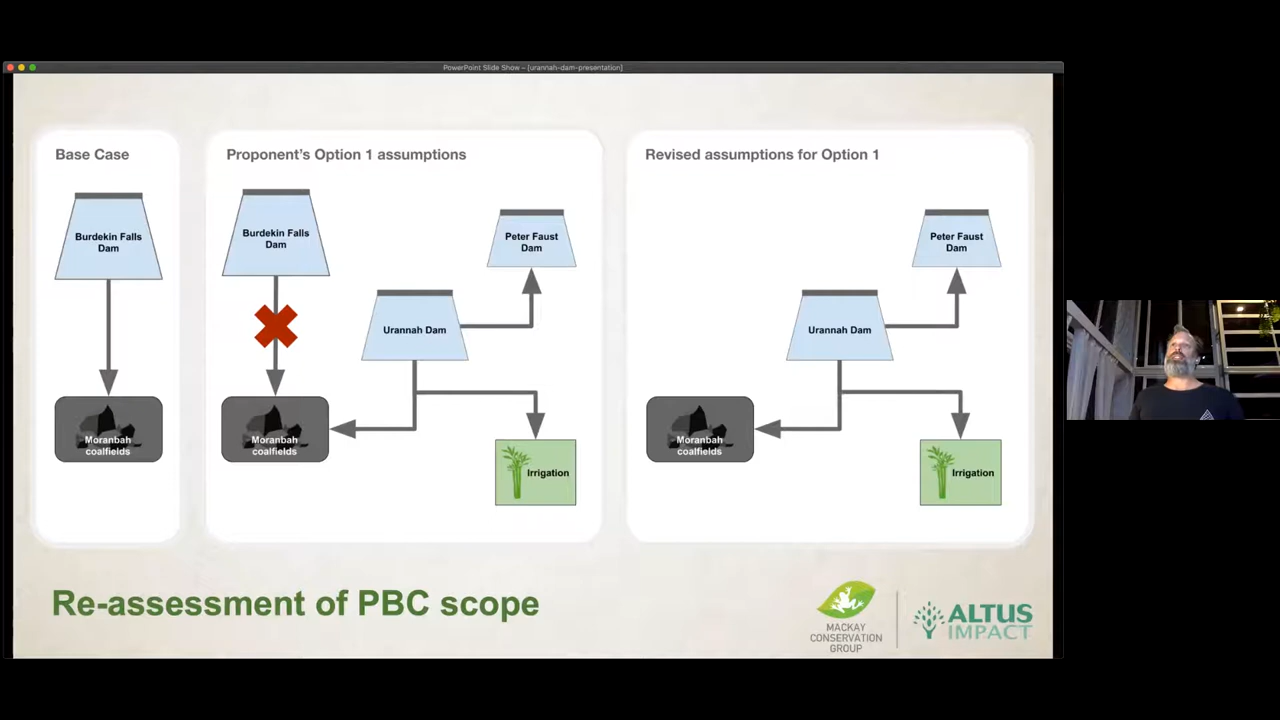 PowerPoint Slide Show – [urannah-dam-presentation]
Base Case
Burdekin Falls
Dam
Moranbah
coalfields
Proponent's Option 1 assumptions
Burdekin Falls
Dam
Peter Faust
Dam
Urannah Dam
Moranbah
coalfields
Irrigation
Revised assumptions for Option 1
Peter Faust
Dam
Urannah Dam
Moranbah
coalfields
Irrigation
Re-assessment of PBC scope
MACKAY
CONSERVATION
GROUP
ALTUS
IMPACT